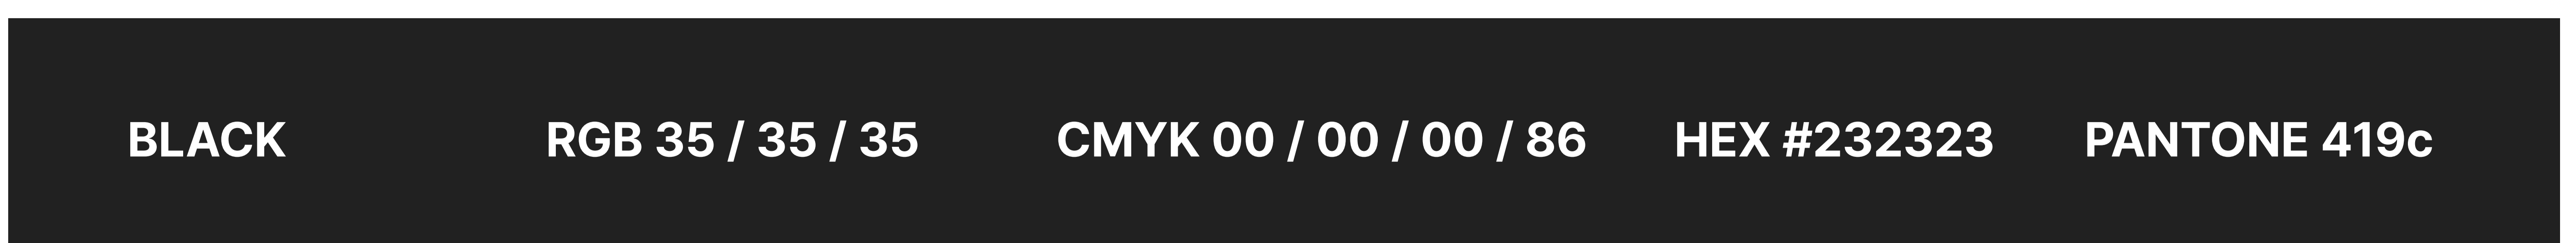 BLACK RGB 35 / 35 / 35 CMYK 00 / 00 / 00 / 86 HEX #232323 PANTONE 419c